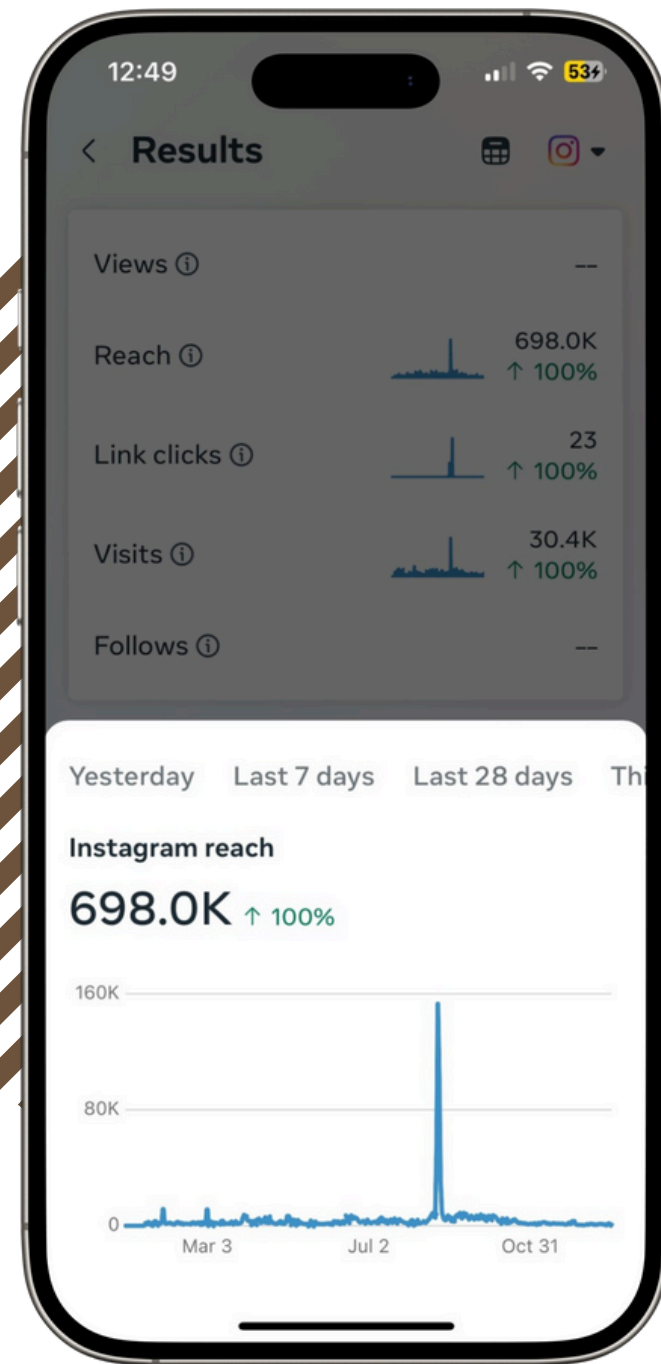 12:49
53
Results
Views
--
Reach
698.0K
↑ 100%
Link clicks
23
↑ 100%
Visits
30.4K
↑ 100%
Follows
--
Yesterday Last 7 days Last 28 days Thi
Instagram reach
698.0K ↑ 100%
160K
80K
0
Mar 3 Jul 2 Oct 31